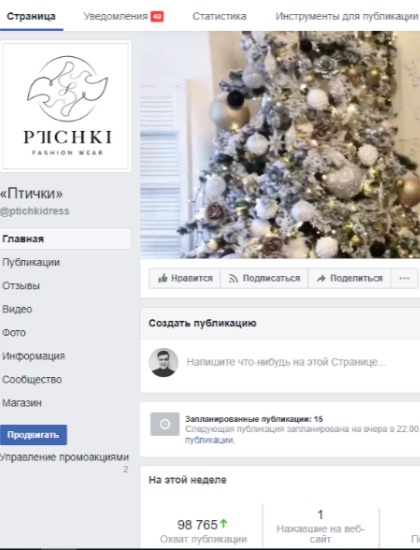 Страница
Уведомления 49
Статистика
Инструменты для публикации
PTICHKI
FASHION WEAR
«Птички»
@ptichkidress
Главная
Публикации
Отзывы
Видео
Фото
Информация
Сообщество
Магазин
Продвигать
Управление промоакциями
2
Нравится
Подписаться
Поделиться
Создать публикацию
Напишите что-нибудь на этой Странице...
Запланированные публикации: 15
Следующая публикация запланирована на вчера в 22:00.
публикации.
На этой неделе
98 765
Охват публикации
1
Нажавшие на веб-
сайт